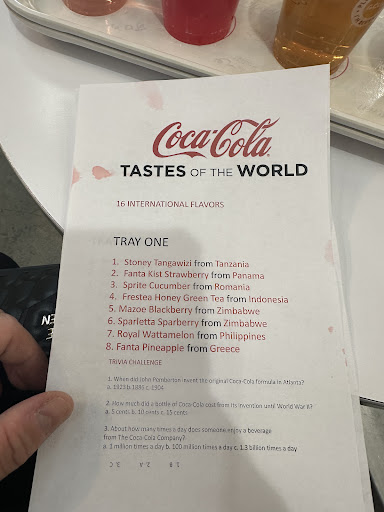 Coca-Cola
TASTES OF THE WORLD
16 INTERNATIONAL FLAVORS
TRAY ONE
1. Stoney Tangawizi from Tanzania
2. Fanta Kist Strawberry from Panama
3. Sprite Cucumber from Romania
4. Frestea Honey Green Tea from Indonesia
5. Mazoe Blackberry from Zimbabwe
6. Sparletta Sparberry from Zimbabwe
7. Royal Wattamelon from Philippines
8. Fanta Pineapple from Greece
TRIVIA CHALLENGE
1. When did John Pemberton invent the original Coca-Cola formula in Atlanta?
a. 1923 b. 1886 c. 1904
2. How much did a bottle of Coca-Cola cost from its invention until World War II?
a. 5 cents b. 10 cents c. 15 cents
3. About how many times a day does someone enjoy a beverage
from The Coca-Cola Company?
a. 1 million times a day b. 100 million times a day c. 1.3 billion times a day
1. B 2. A 3. C